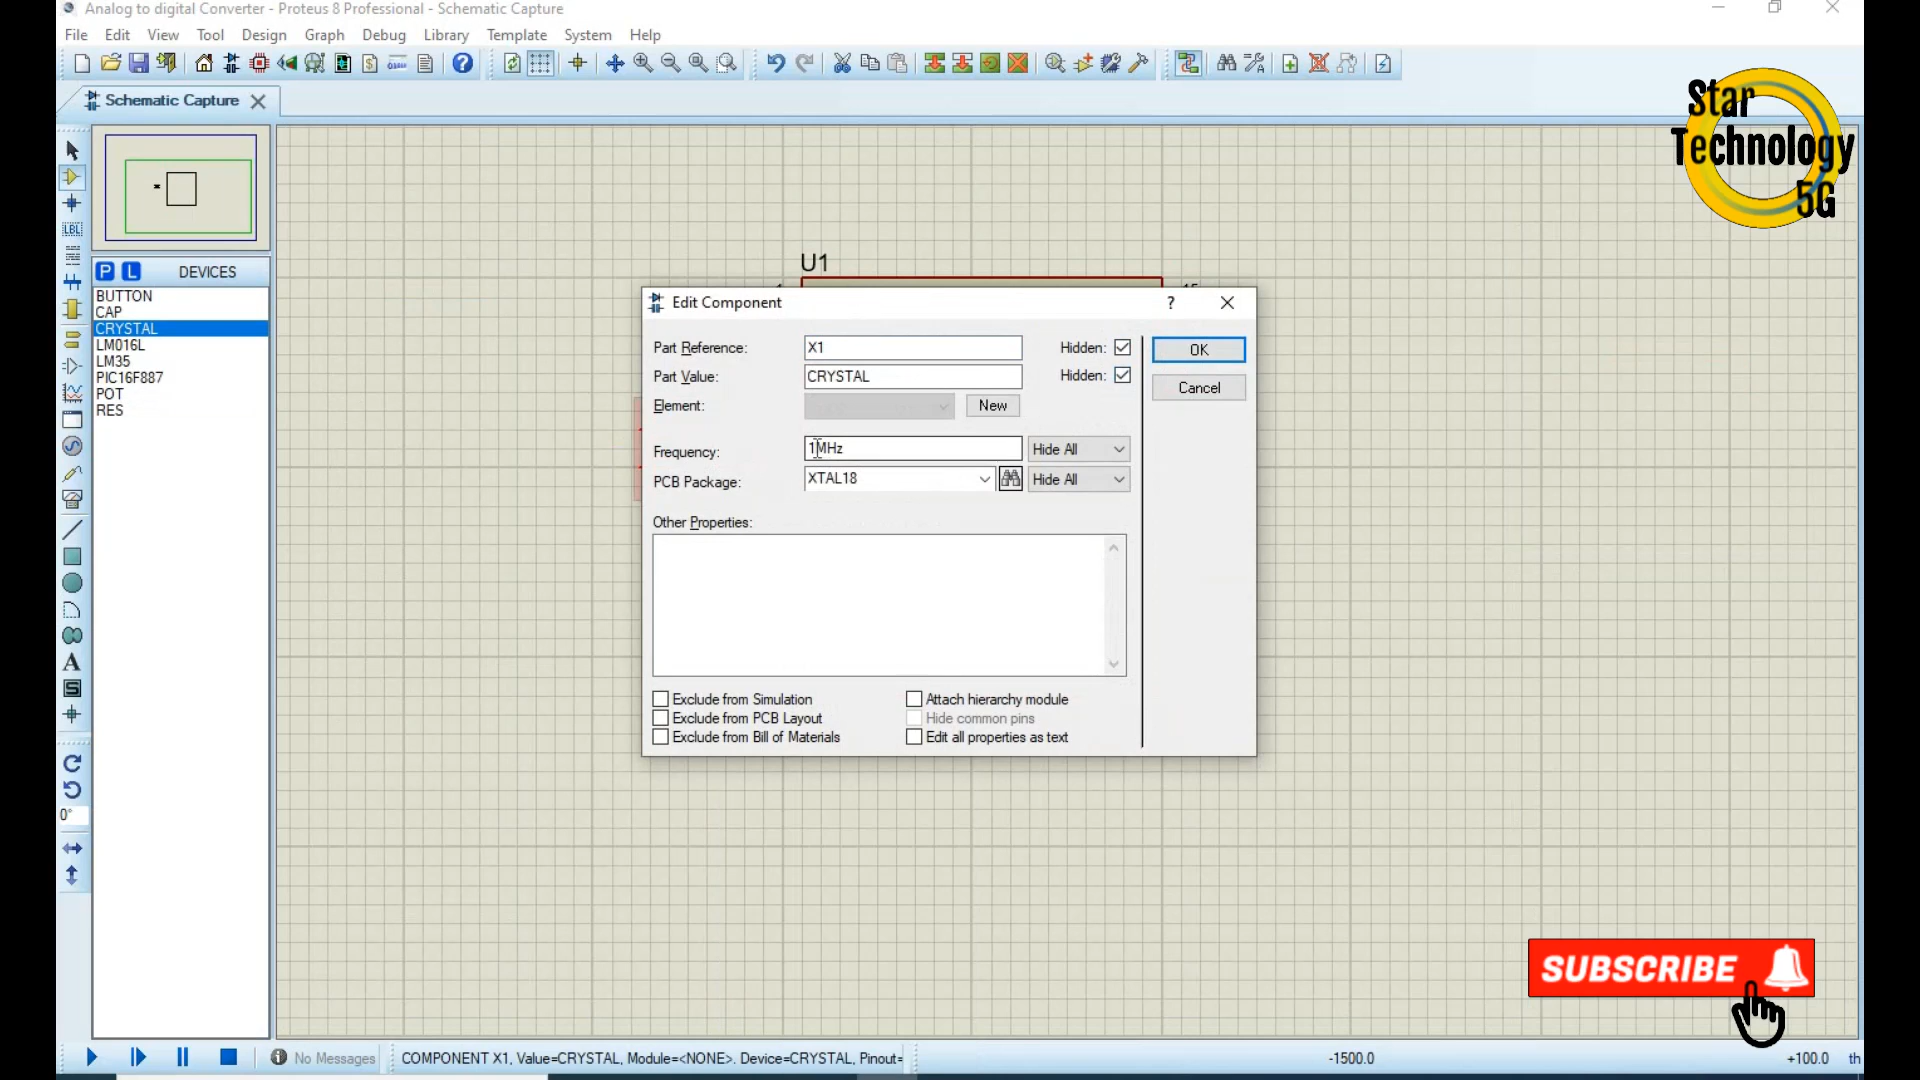 Analog to digital Converter - Proteus 8 Professional - Schematic Capture
File Edit View Tool Design Graph Debug Library Template System Help
Schematic Capture
Star
Technology
5G
LBL
P L DEVICES
BUTTON
CAP
CRYSTAL
LM016L
LM35
PIC16F887
POT
RES
U1
Edit Component
? 
Part Reference: X1 Hidden:
OK
Part Value: CRYSTAL Hidden:
Cancel
Element: New
Frequency: 1MHz Hide All
PCB Package: XTAL18 Hide All
Other Properties:
Exclude from Simulation Attach hierarchy module
Exclude from PCB Layout Hide common pins
Exclude from Bill of Materials Edit all properties as text
A
S
0°
SUBSCRIBE
No Messages COMPONENT X1, Value=CRYSTAL, Module=<NONE>. Device=CRYSTAL, Pinout= -1500.0 +100.0 th